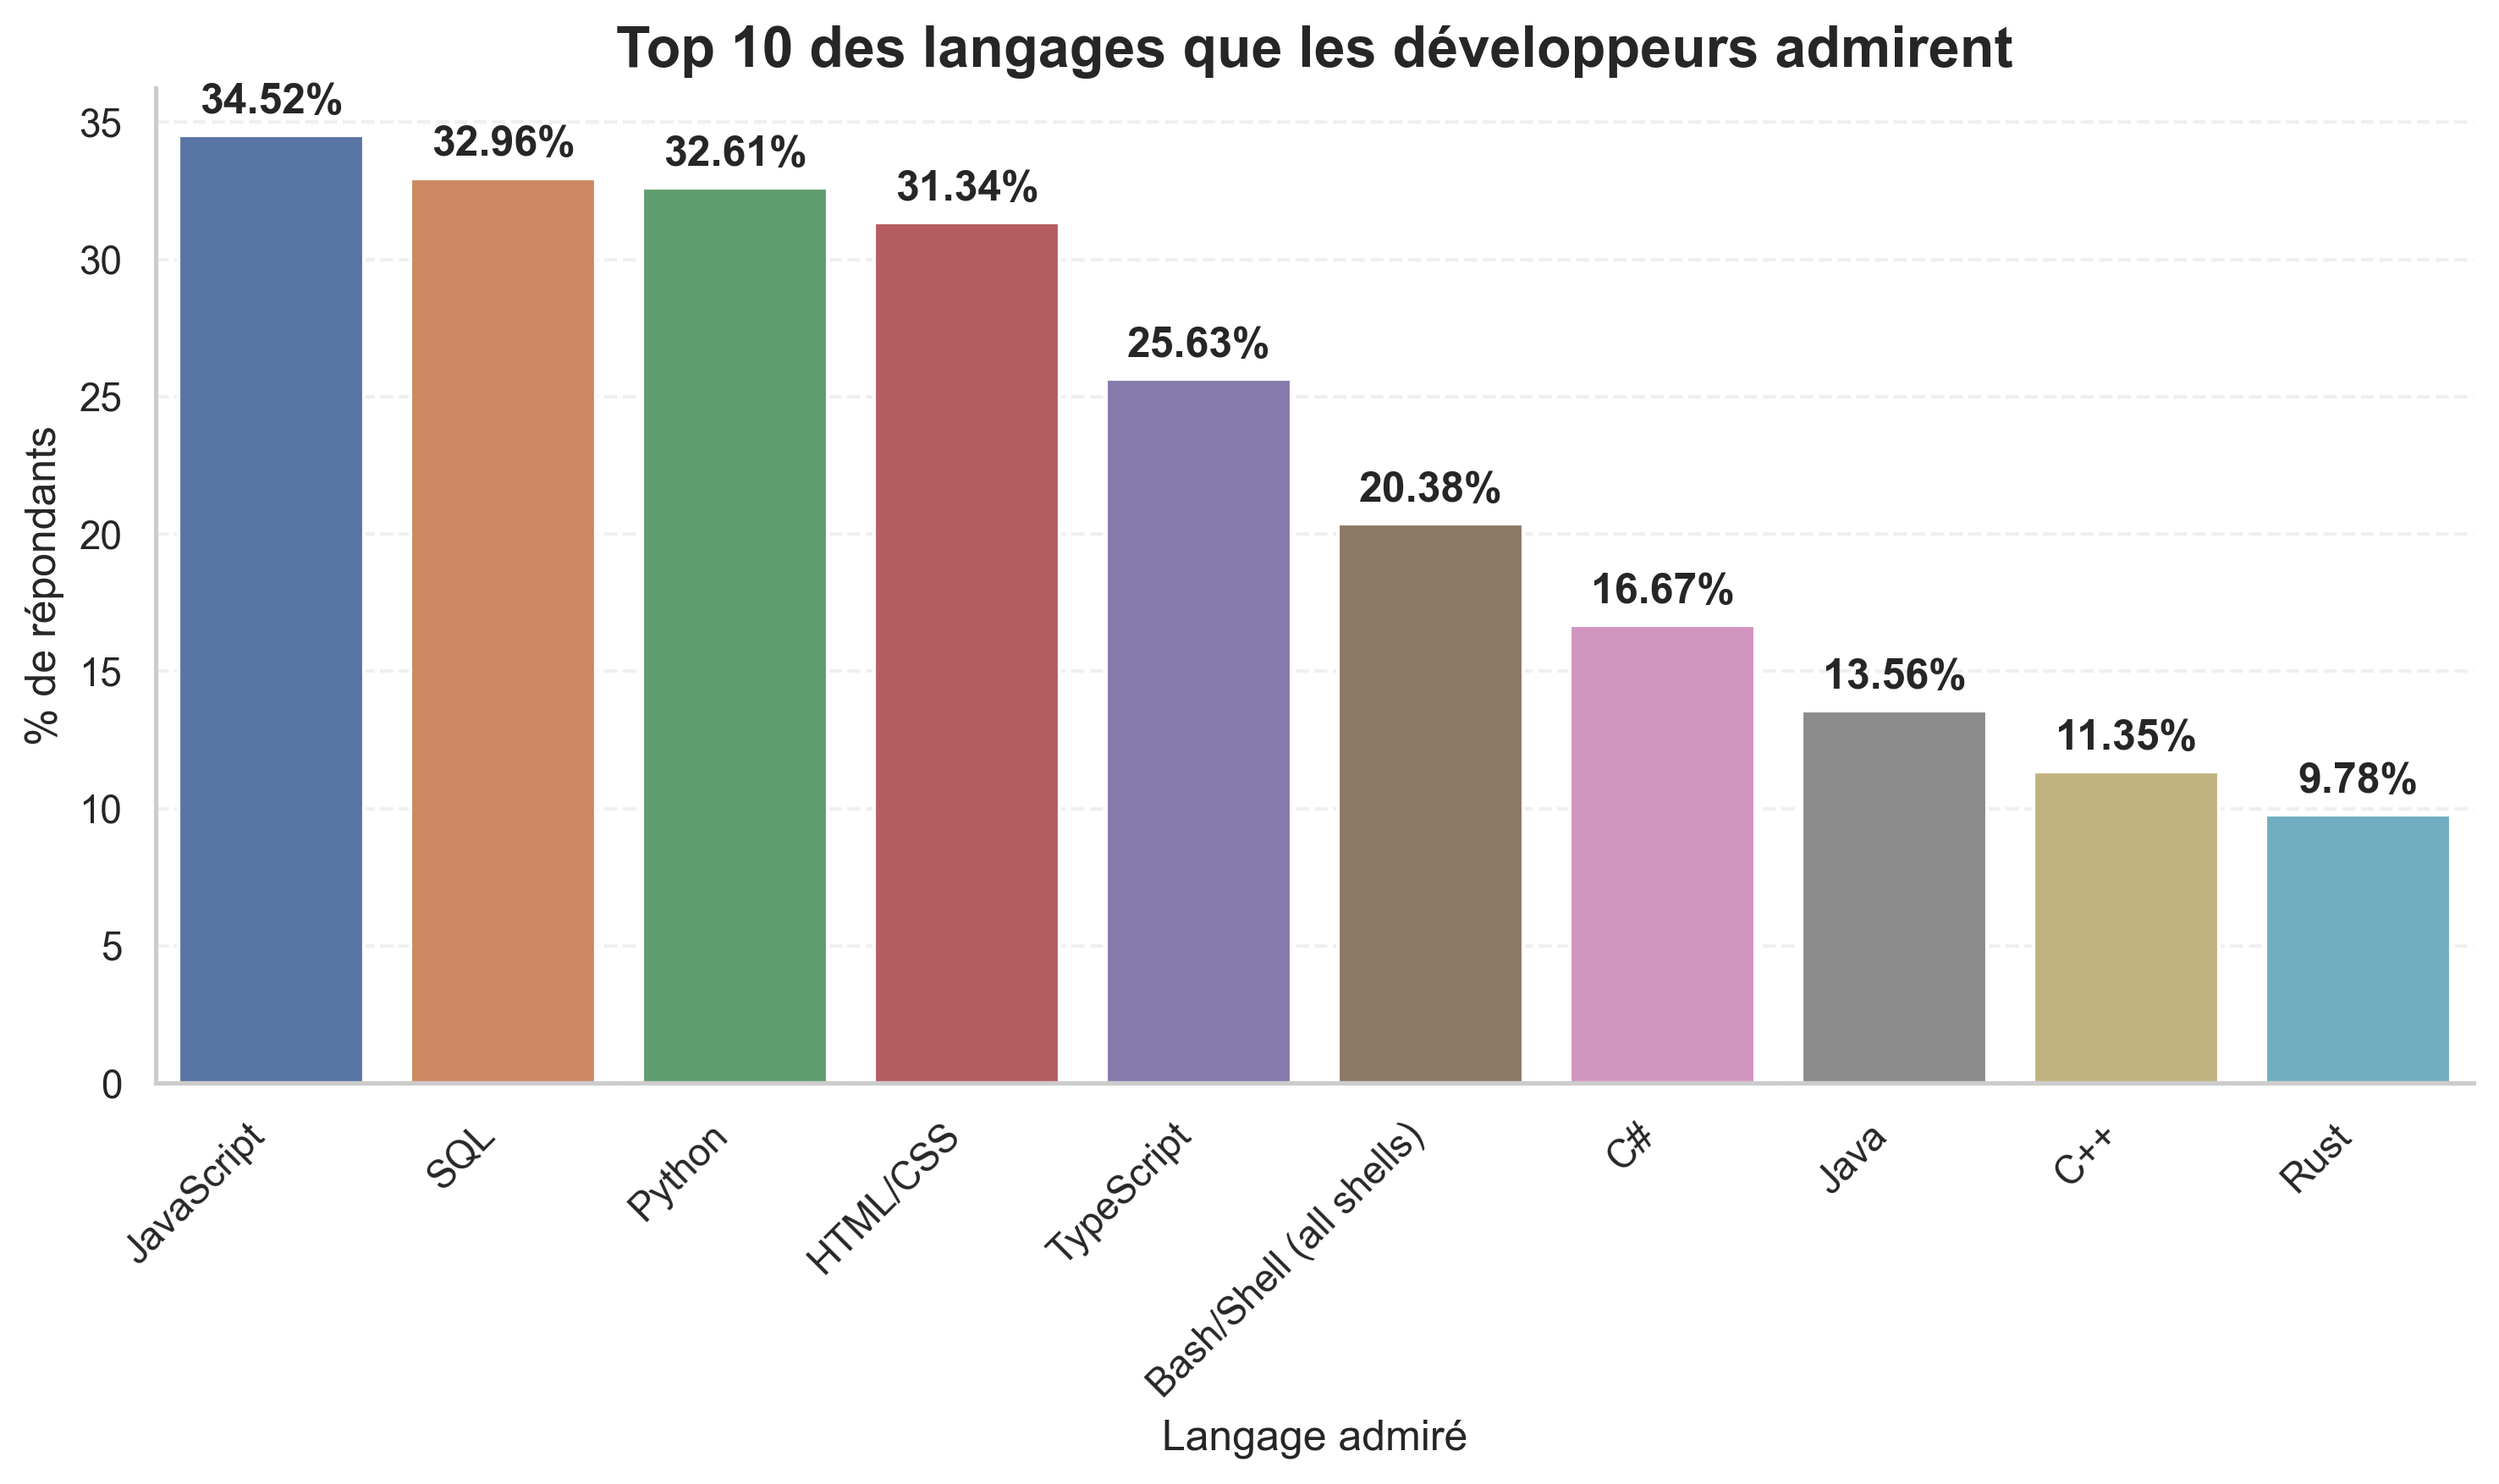 Top 10 des langages que les développeurs admirent
34.52%
32.96%
32.61%
31.34%
25.63%
20.38%
16.67%
13.56%
11.35%
9.78%
35
30
25
20
15
10
5
0
% de répondants
JavaScript
SQL
Python
HTML/CSS
TypeScript
Bash/Shell (all shells)
C#
Java
C++
Rust
Langage admiré